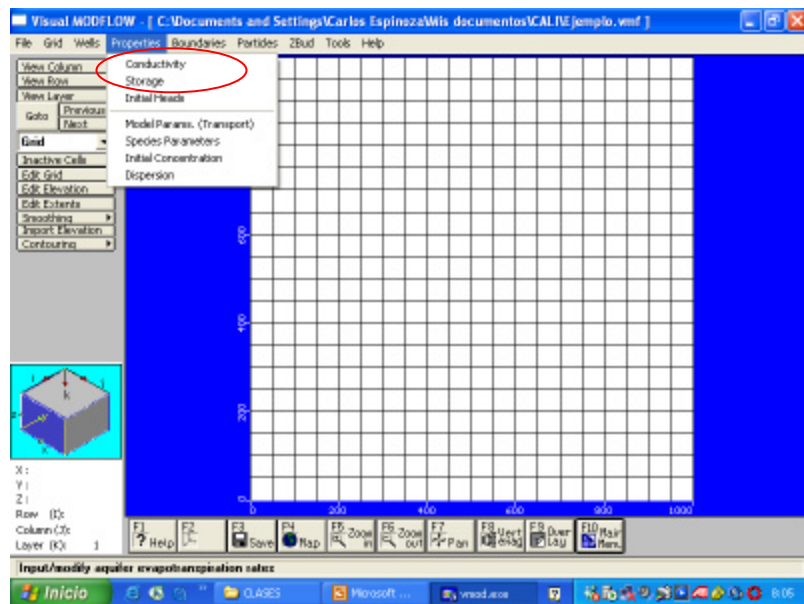 Visual MODFLOW - [ C:\Documents and Settings\Carlos Espinoza\Mis documentos\CALI\Ejemplo.vmf ]
File Grid Wells Properties Boundaries Particles ZBud Tools Help
View Column
View Row
View Layer
Goto Previous
Next
Grid
Inactive Cells
Edit Grid
Edit Elevation
Edit Extents
Smoothing
Import Elevation
Contouring
Conductivity
Storage
Initial Heads
Model Params. (Transport)
Species Parameters
Initial Concentration
Dispersion
600
400
200
0
0 200 400 600 800 1000
i j
k
z
x
X :
Y :
Z :
Row (I):
Column (J):
Layer (K): 1
F1 ? Help
F2
F3 Save
F4 Map
F5 Zoom in
F6 Zoom out
F7 Pan
F8 Vert exag
F9 Over lay
F10 Main Menu
Input/modify aquifer evapotranspiration rates
Inicio CLASES Microsoft ... vmod.exe 8:05